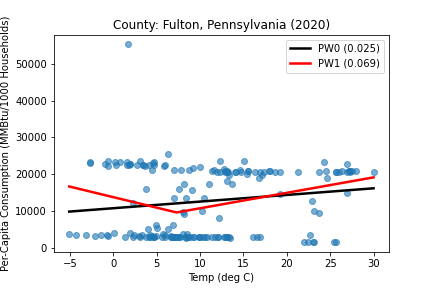 County: Fulton, Pennsylvania (2020)
Per-Capita Consumption (MMBtu/1000 Households)
50000
40000
30000
20000
10000
0
PW0 (0.025)
PW1 (0.069)
−5 0 5 10 15 20 25 30
Temp (deg C)